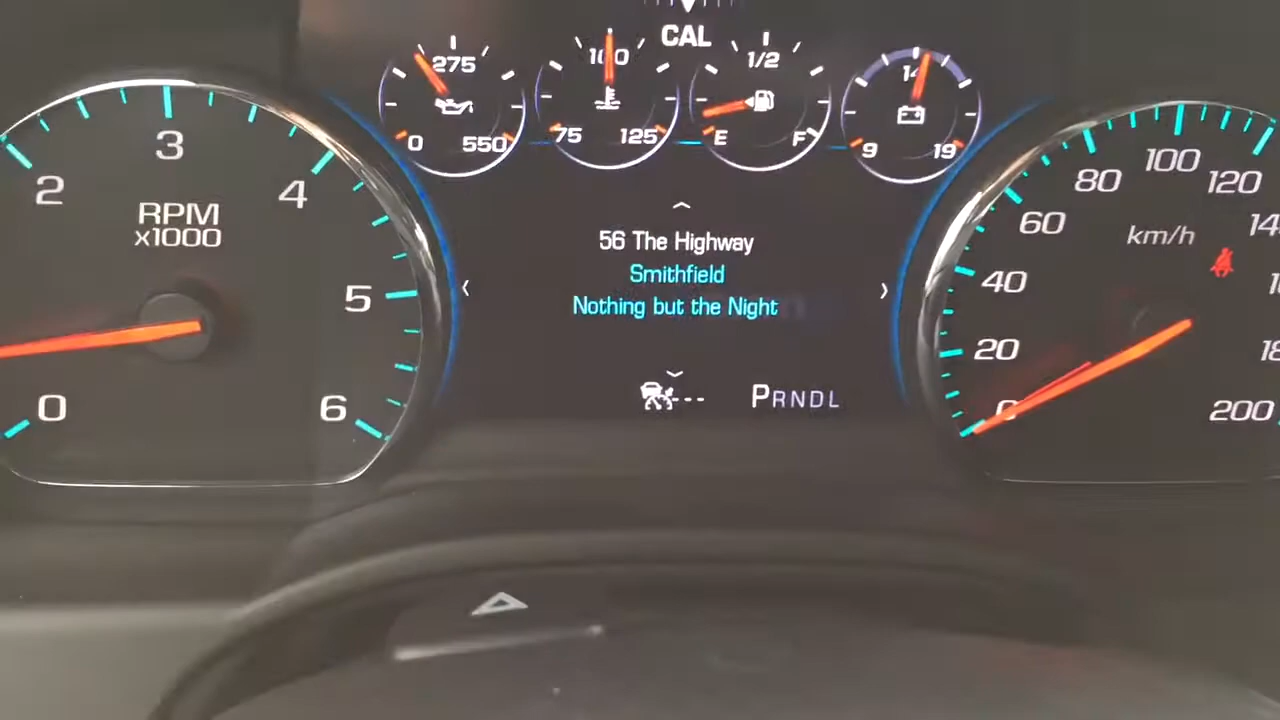 CAL
275
0
550
100
75
125
1/2
E
F
14
9
19
RPM
x1000
0
2
3
4
5
6
56 The Highway
Smithfield
Nothing but the Night
PRNDL
km/h
0
20
40
60
80
100
120
200